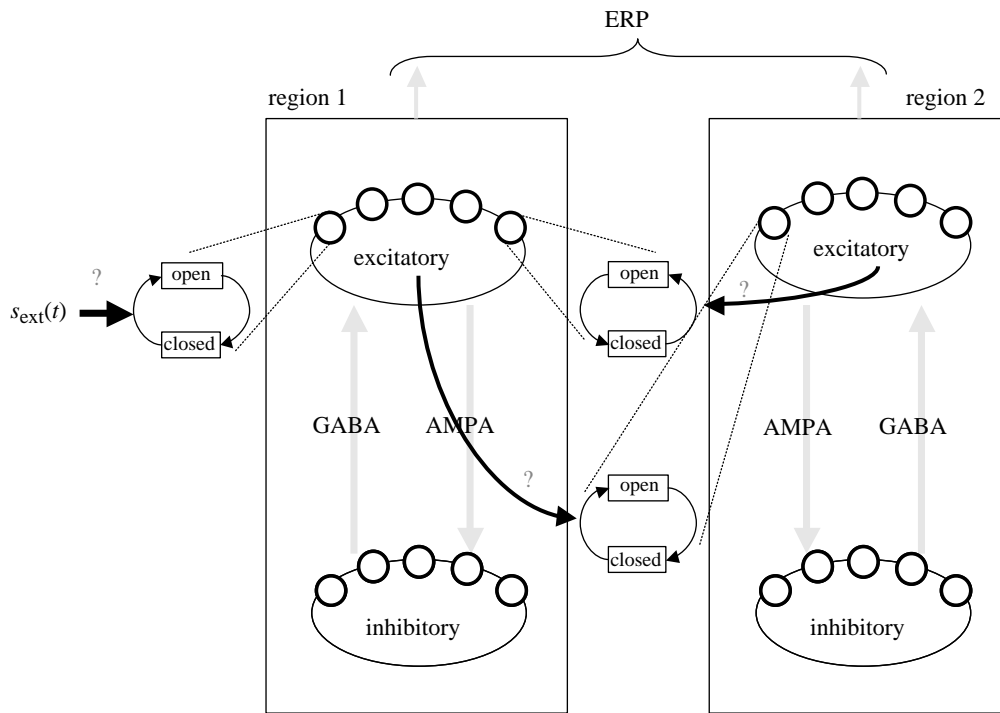 ERP
region 1
region 2
excitatory
excitatory
?
open
open
?
s_ext(t)
closed
closed
GABA
AMPA
AMPA
GABA
?
open
closed
inhibitory
inhibitory